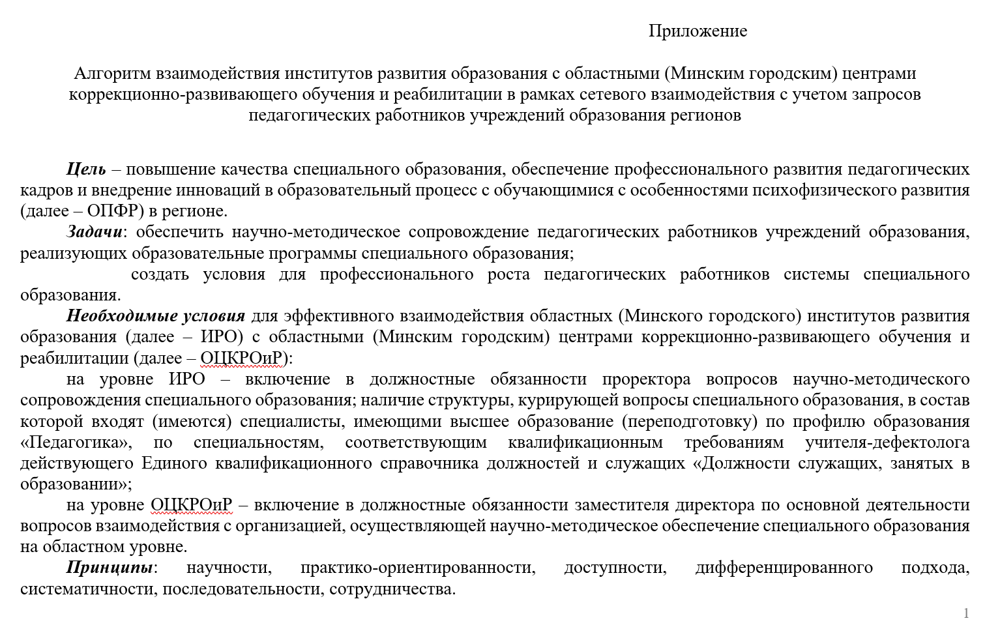 Приложение
Алгоритм взаимодействия институтов развития образования с областными (Минским городским) центрами
коррекционно-развивающего обучения и реабилитации в рамках сетевого взаимодействия с учетом запросов
педагогических работников учреждений образования регионов
Цель – повышение качества специального образования, обеспечение профессионального развития педагогических
кадров и внедрение инноваций в образовательный процесс с обучающимися с особенностями психофизического развития
(далее – ОПФР) в регионе.
Задачи: обеспечить научно-методическое сопровождение педагогических работников учреждений образования,
реализующих образовательные программы специального образования;
создать условия для профессионального роста педагогических работников системы специального
образования.
Необходимые условия для эффективного взаимодействия областных (Минского городского) институтов развития
образования (далее – ИРО) с областными (Минским городским) центрами коррекционно-развивающего обучения и
реабилитации (далее – ОЦКРОиР):
на уровне ИРО – включение в должностные обязанности проректора вопросов научно-методического
сопровождения специального образования; наличие структуры, курирующей вопросы специального образования, в состав
которой входят (имеются) специалисты, имеющими высшее образование (переподготовку) по профилю образования
«Педагогика», по специальностям, соответствующим квалификационным требованиям учителя-дефектолога
действующего Единого квалификационного справочника должностей и служащих «Должности служащих, занятых в
образовании»;
на уровне ОЦКРОиР – включение в должностные обязанности заместителя директора по основной деятельности
вопросов взаимодействия с организацией, осуществляющей научно-методическое обеспечение специального образования
на областном уровне.
Принципы: научности, практико-ориентированности, доступности, дифференцированного подхода,
систематичности, последовательности, сотрудничества.
1